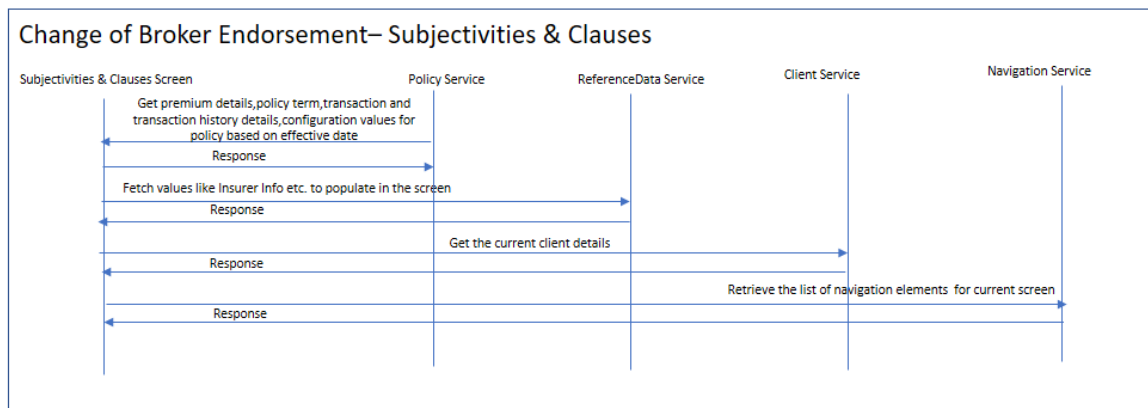 Change of Broker Endorsement– Subjectivities & Clauses
Subjectivities & Clauses Screen
Policy Service
ReferenceData Service
Client Service
Navigation Service
Get premium details,policy term,transaction and
transaction history details,configuration values for
policy based on effective date
Response
Fetch values like Insurer Info etc. to populate in the screen
Response
Get the current client details
Response
Retrieve the list of navigation elements  for current screen
Response